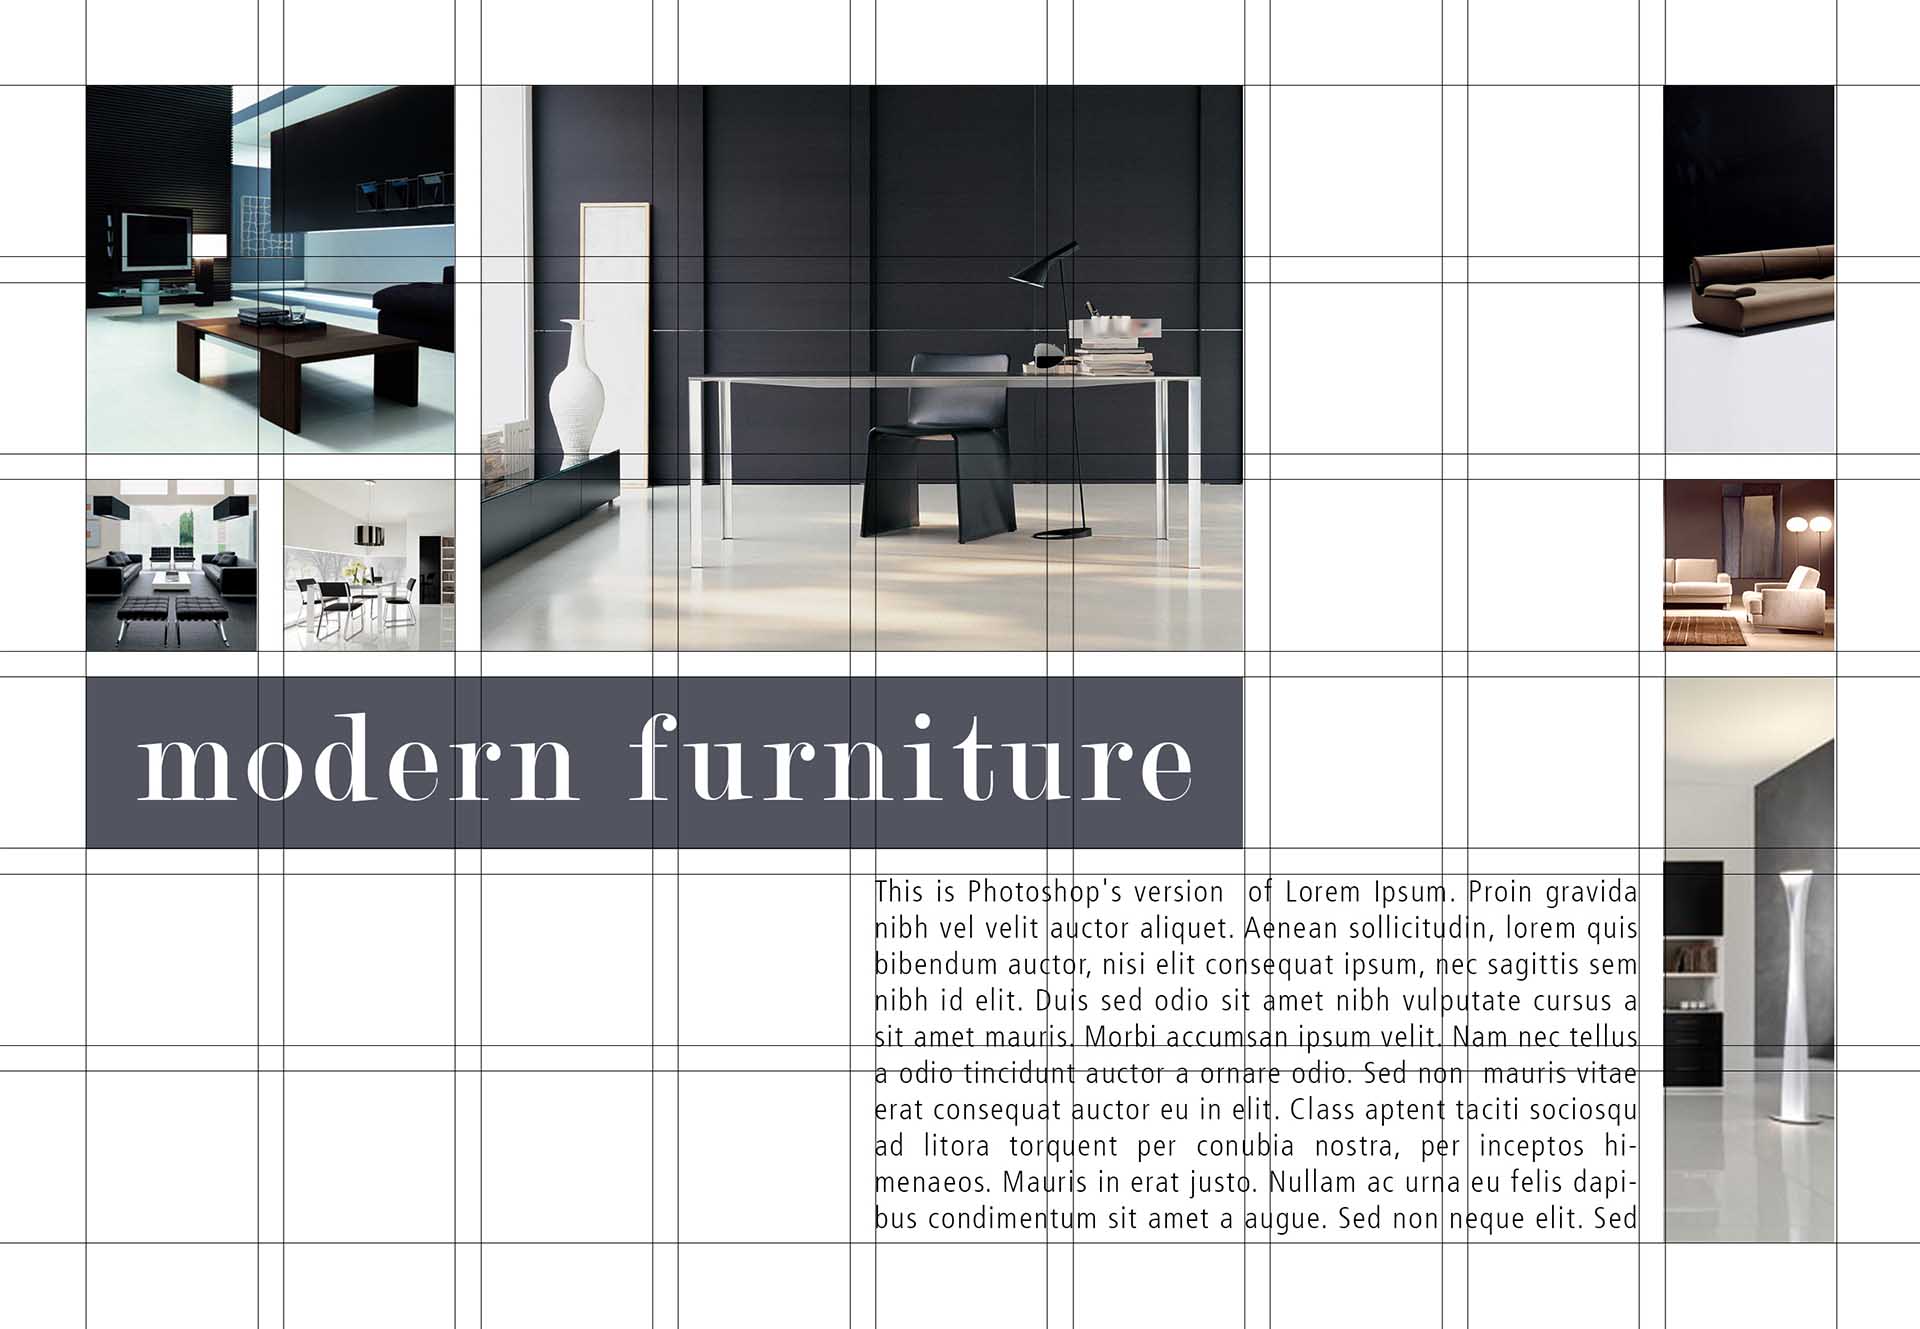 modern furniture
This is Photoshop's version  of Lorem Ipsum. Proin gravida
nibh vel velit auctor aliquet. Aenean sollicitudin, lorem quis
bibendum auctor, nisi elit consequat ipsum, nec sagittis sem
nibh id elit. Duis sed odio sit amet nibh vulputate cursus a
sit amet mauris. Morbi accumsan ipsum velit. Nam nec tellus
a odio tincidunt auctor a ornare odio. Sed non  mauris vitae
erat consequat auctor eu in elit. Class aptent taciti sociosqu
ad litora torquent per conubia nostra, per inceptos hi-
menaeos. Mauris in erat justo. Nullam ac urna eu felis dapi-
bus condimentum sit amet a augue. Sed non neque elit. Sed